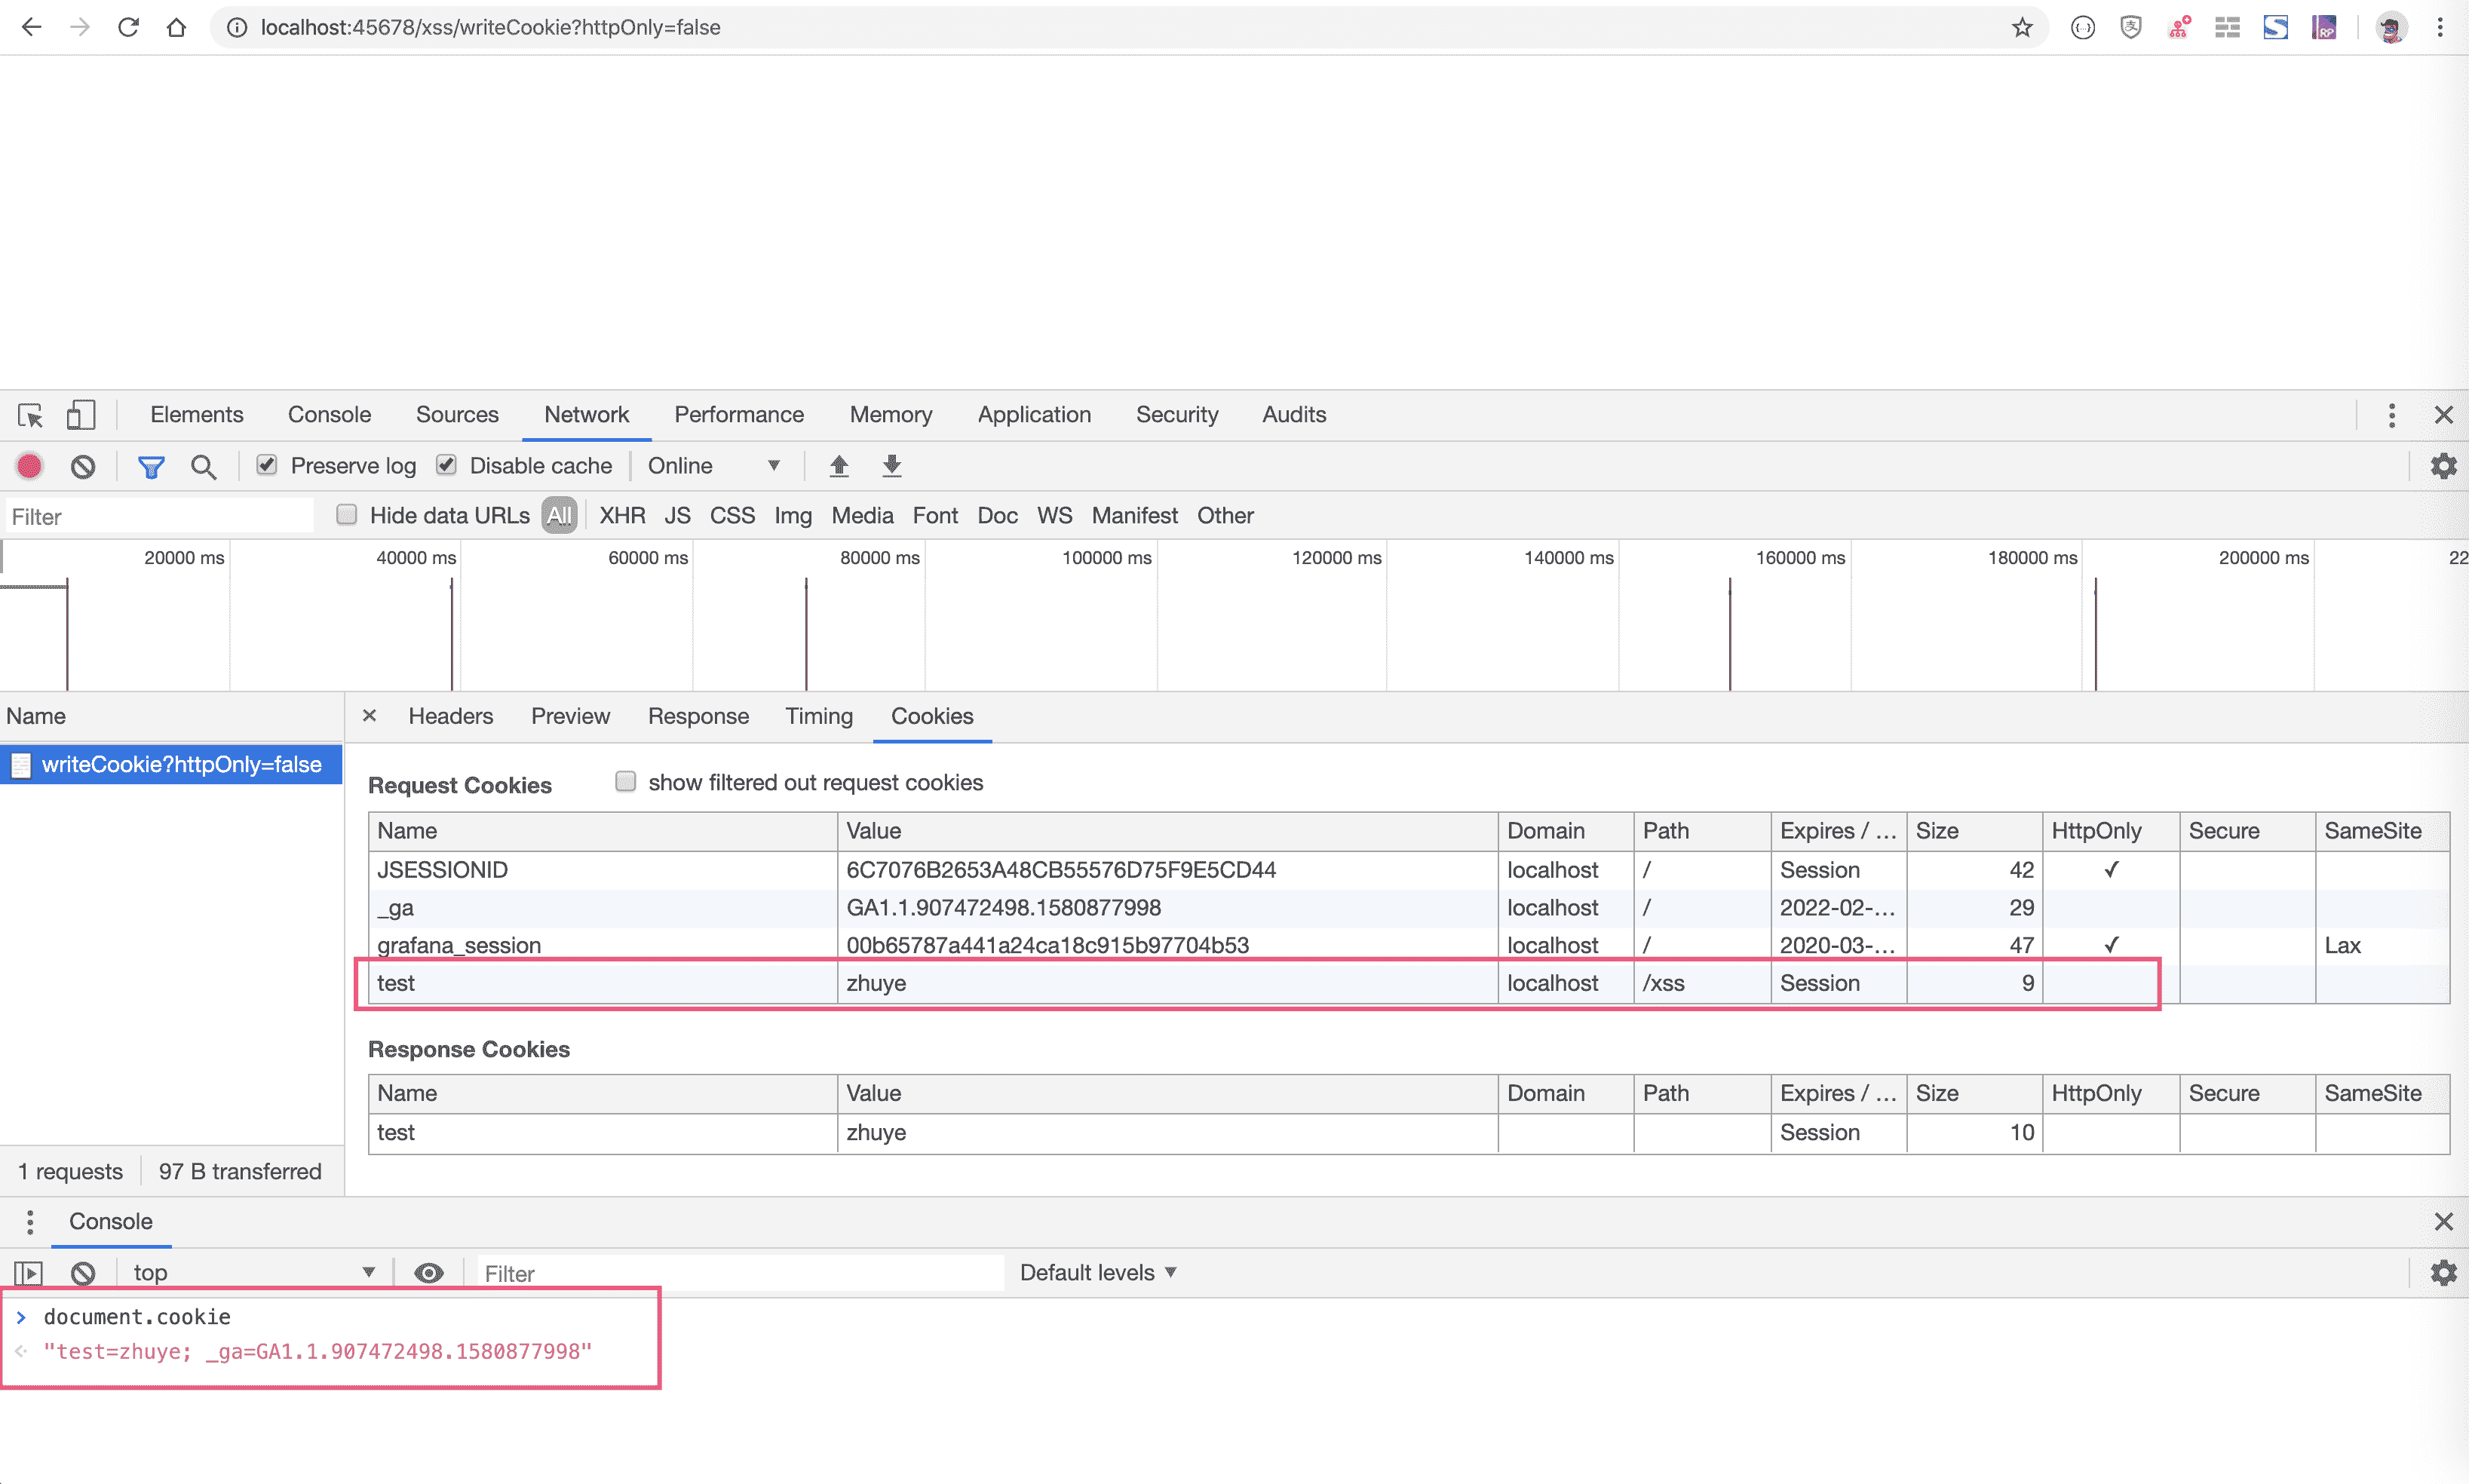 localhost:45678/xss/writeCookie?httpOnly=false
Elements Console Sources Network Performance Memory Application Security Audits
Preserve log Disable cache Online
Filter Hide data URLs All XHR JS CSS Img Media Font Doc WS Manifest Other
20000 ms 40000 ms 60000 ms 80000 ms 100000 ms 120000 ms 140000 ms 160000 ms 180000 ms 200000 ms 22
Name Headers Preview Response Timing Cookies
writeCookie?httpOnly=false
Request Cookies show filtered out request cookies
Name Value Domain Path Expires / ... Size HttpOnly Secure SameSite
JSESSIONID 6C7076B2653A48CB55576D75F9E5CD44 localhost / Session 42 ✓
_ga GA1.1.907472498.1580877998 localhost / 2022-02-... 29
grafana_session 00b65787a441a24ca18c915b97704b53 localhost / 2020-03-... 47 ✓ Lax
test zhuye localhost /xss Session 9
Response Cookies
Name Value Domain Path Expires / ... Size HttpOnly Secure SameSite
test zhuye Session 10
1 requests 97 B transferred
Console
top Filter Default levels
document.cookie
"test=zhuye; _ga=GA1.1.907472498.1580877998"